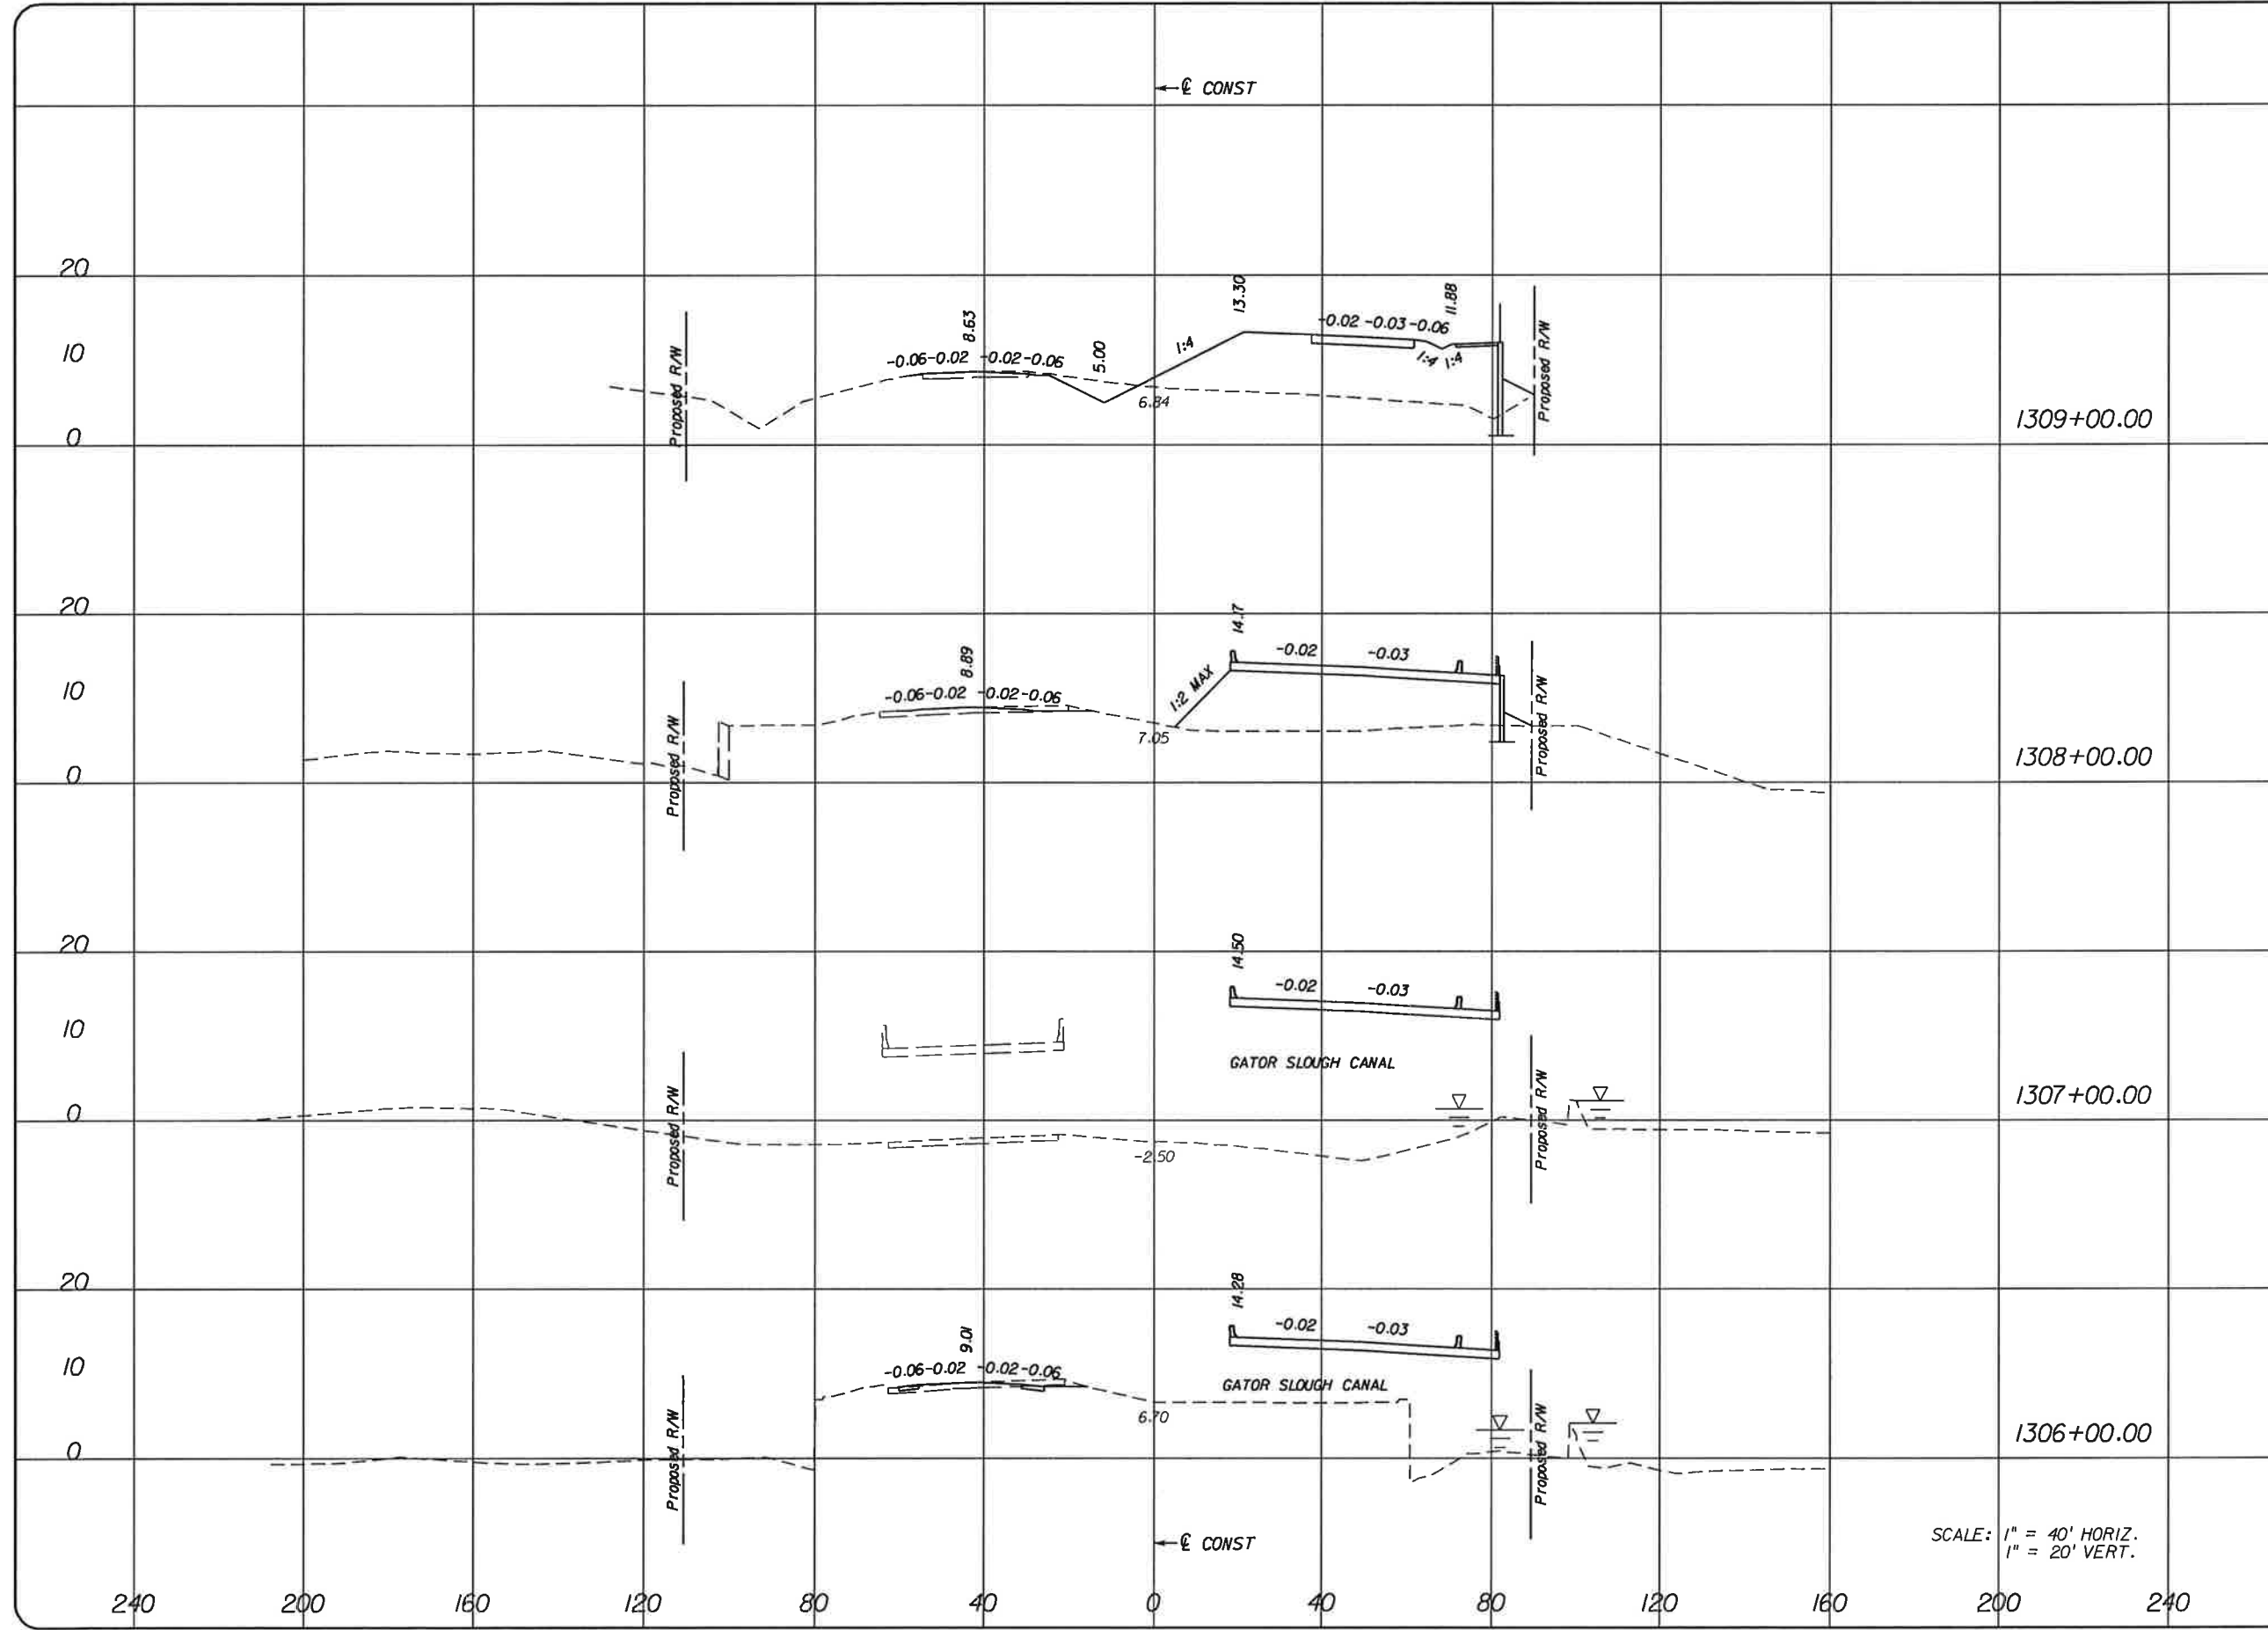 ℄ CONST
20
13.30
11.88
8.63
-0.02 -0.03 -0.06
5.00
1:4
10
-0.06 -0.02 -0.02 -0.06
1:4 1:4
Proposed R/W
Proposed R/W
6.84
1309+00.00
0
20
14.17
8.89
-0.02 -0.03
10
-0.06 -0.02 -0.02 -0.06
1:2 MAX
Proposed R/W
Proposed R/W
7.05
1308+00.00
0
20
14.50
-0.02 -0.03
10
GATOR SLOUGH CANAL
Proposed R/W
Proposed R/W
1307+00.00
0
-2.50
20
14.28
9.01
-0.02 -0.03
10
-0.06 -0.02 -0.02 -0.06
GATOR SLOUGH CANAL
6.70
Proposed R/W
Proposed R/W
1306+00.00
0
℄ CONST
SCALE: 1" = 40' HORIZ.
1" = 20' VERT.
240 200 160 120 80 40 0 40 80 120 160 200 240